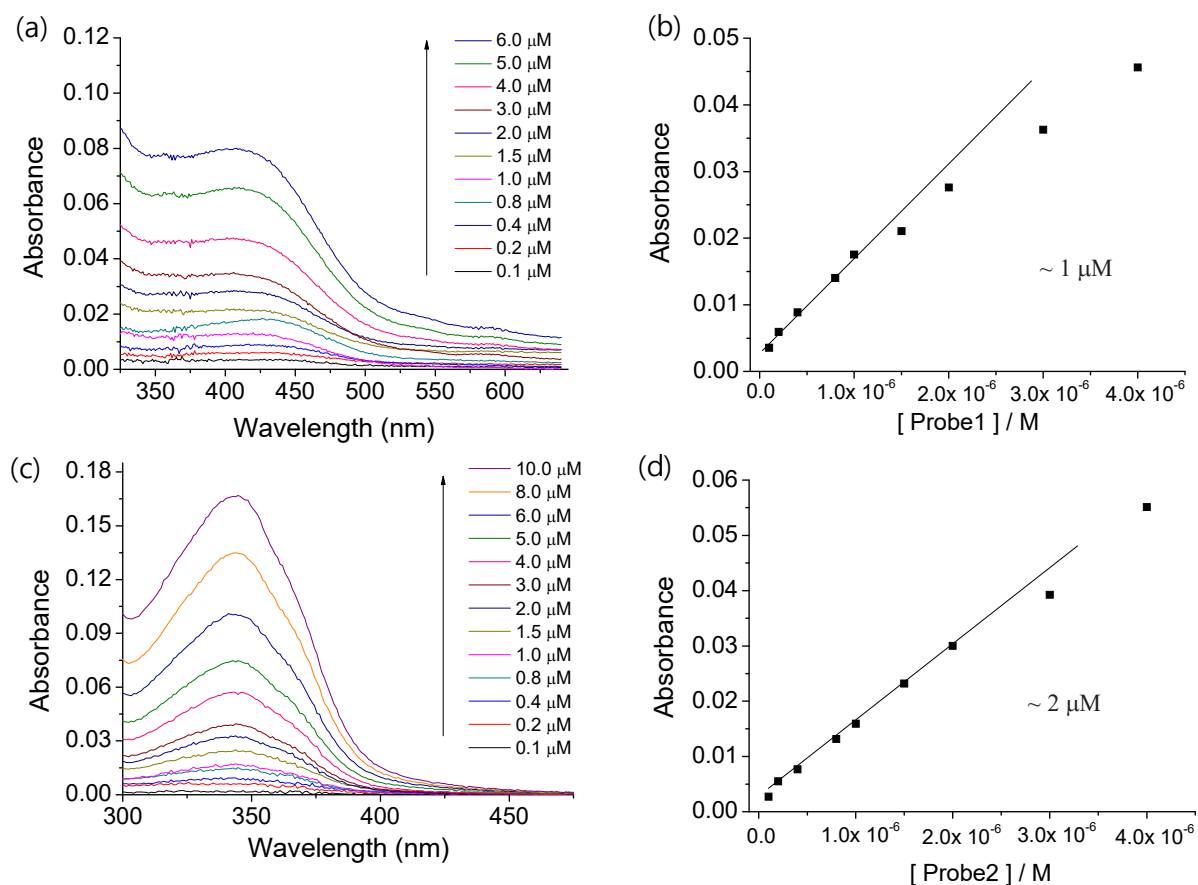 (a)
0.12
0.10
0.08
0.06
0.04
0.02
0.00
Absorbance
350
400
450
500
550
600
Wavelength (nm)
6.0 μM
5.0 μM
4.0 μM
3.0 μM
2.0 μM
1.5 μM
1.0 μM
0.8 μM
0.4 μM
0.2 μM
0.1 μM
(b)
0.05
0.04
0.03
0.02
0.01
0.00
Absorbance
~ 1 μM
0.0
1.0x 10⁻⁶
2.0x 10⁻⁶
3.0x 10⁻⁶
4.0x 10⁻⁶
[ Probe1 ] / M
(c)
0.18
0.15
0.12
0.09
0.06
0.03
0.00
Absorbance
300
350
400
450
Wavelength (nm)
10.0 μM
8.0 μM
6.0 μM
5.0 μM
4.0 μM
3.0 μM
2.0 μM
1.5 μM
1.0 μM
0.8 μM
0.4 μM
0.2 μM
0.1 μM
(d)
0.06
0.05
0.04
0.03
0.02
0.01
0.00
Absorbance
~ 2 μM
0.0
1.0x 10⁻⁶
2.0x 10⁻⁶
3.0x 10⁻⁶
4.0x 10⁻⁶
[ Probe2 ] / M